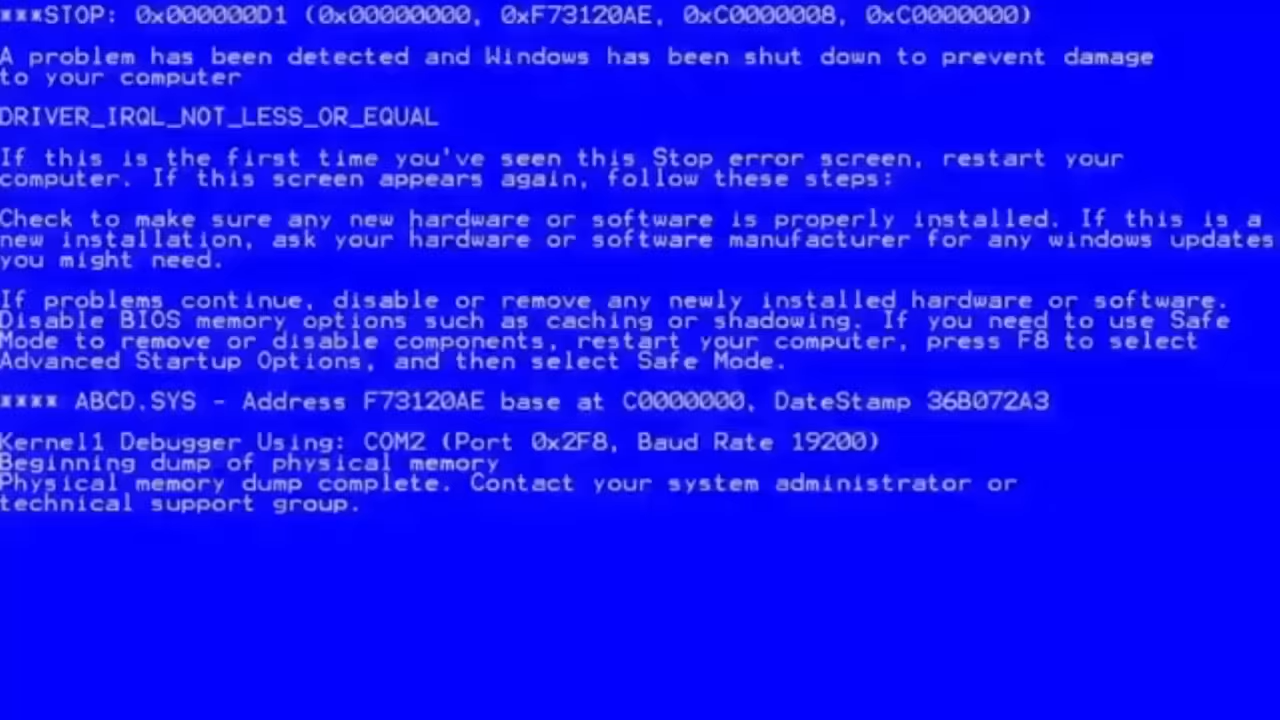 ***STOP: 0x000000D1 (0x00000000, 0xF73120AE, 0xC0000008, 0xC0000000)
A problem has been detected and Windows has been shut down to prevent damage
to your computer
DRIVER_IRQL_NOT_LESS_OR_EQUAL
If this is the first time you've seen this Stop error screen, restart your
computer. If this screen appears again, follow these steps:
Check to make sure any new hardware or software is properly installed. If this is a
new installation, ask your hardware or software manufacturer for any windows updates
you might need.
If problems continue, disable or remove any newly installed hardware or software.
Disable BIOS memory options such as caching or shadowing. If you need to use Safe
Mode to remove or disable components, restart your computer, press F8 to select
Advanced Startup Options, and then select Safe Mode.
**** ABCD.SYS - Address F73120AE base at C0000000, DateStamp 36B072A3
Kernel1 Debugger Using: COM2 (Port 0x2F8, Baud Rate 19200)
Beginning dump of physical memory
Physical memory dump complete. Contact your system administrator or
technical support group.